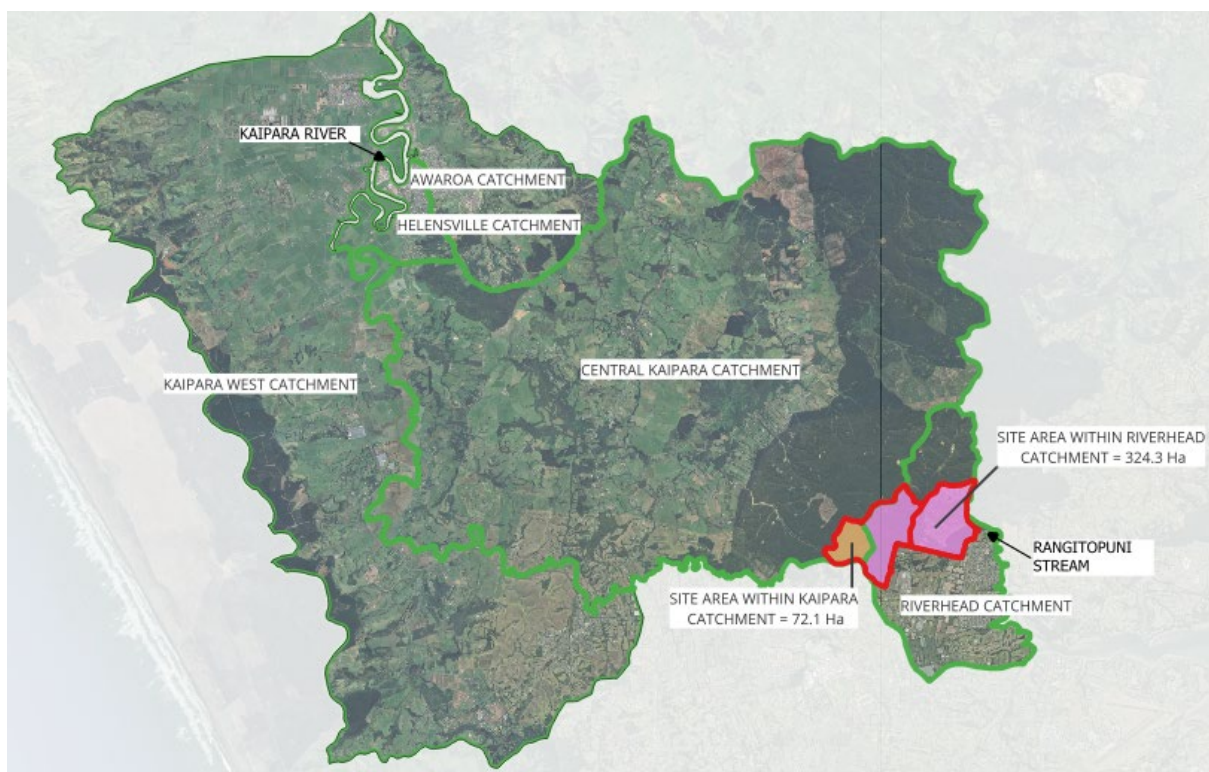 KAIPARA RIVER
AWAROA CATCHMENT
HELENSVILLE CATCHMENT
CENTRAL KAIPARA CATCHMENT
KAIPARA WEST CATCHMENT
SITE AREA WITHIN RIVERHEAD
CATCHMENT = 324.3 Ha
RANGITOPUNI
STREAM
SITE AREA WITHIN KAIPARA
CATCHMENT = 72.1 Ha
RIVERHEAD CATCHMENT